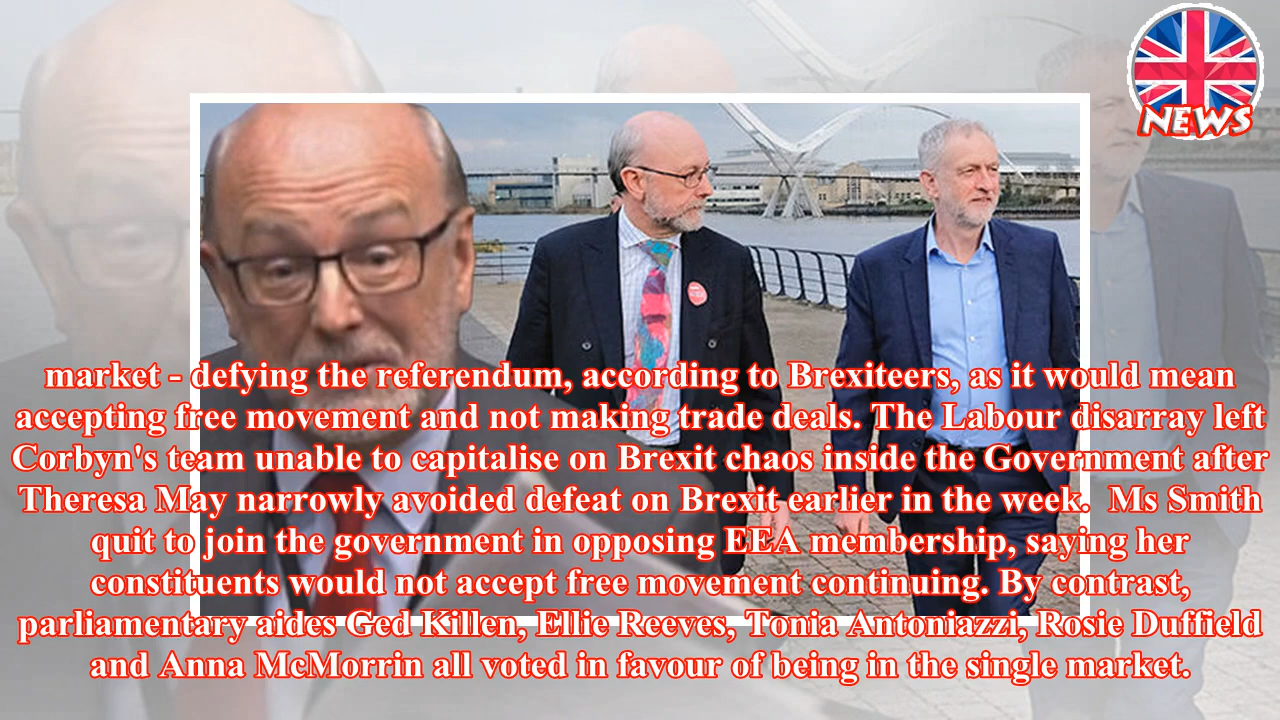 NEWS
market - defying the referendum, according to Brexiteers, as it would mean
accepting free movement and not making trade deals. The Labour disarray left
Corbyn's team unable to capitalise on Brexit chaos inside the Government after
Theresa May narrowly avoided defeat on Brexit earlier in the week.  Ms Smith
quit to join the government in opposing EEA membership, saying her
constituents would not accept free movement continuing. By contrast,
parliamentary aides Ged Killen, Ellie Reeves, Tonia Antoniazzi, Rosie Duffield
and Anna McMorrin all voted in favour of being in the single market.